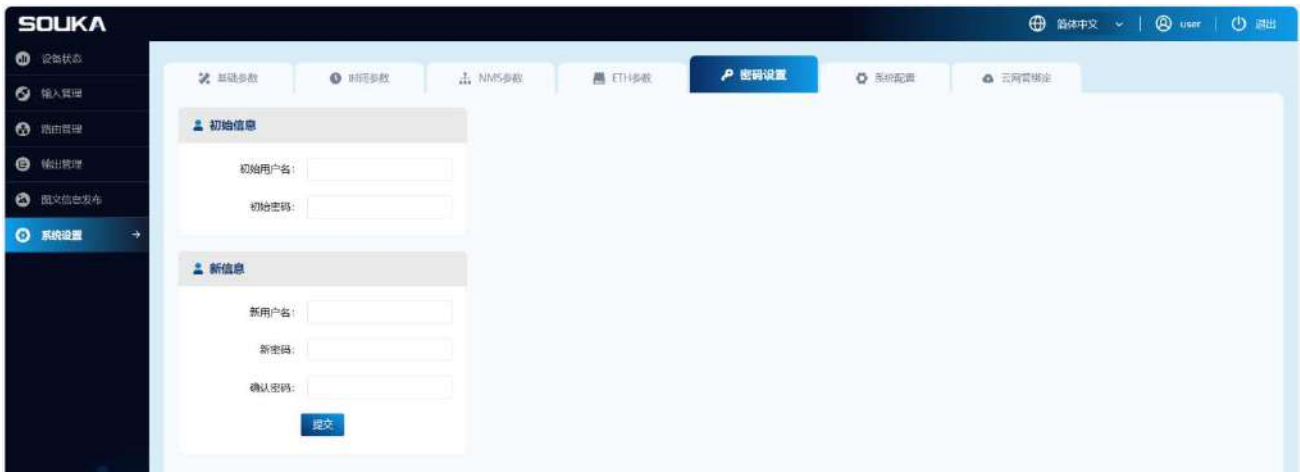 SOUKA
简体中文 | user | 退出
设备状态
输入管理
路由管理
输出管理
图文信息发布
系统设置
基础参数 时间参数 NMS参数 ETH参数 密码设置 系统配置 云网管绑定
初始信息
初始用户名:
初始密码:
新信息
新用户名:
新密码:
确认密码:
提交